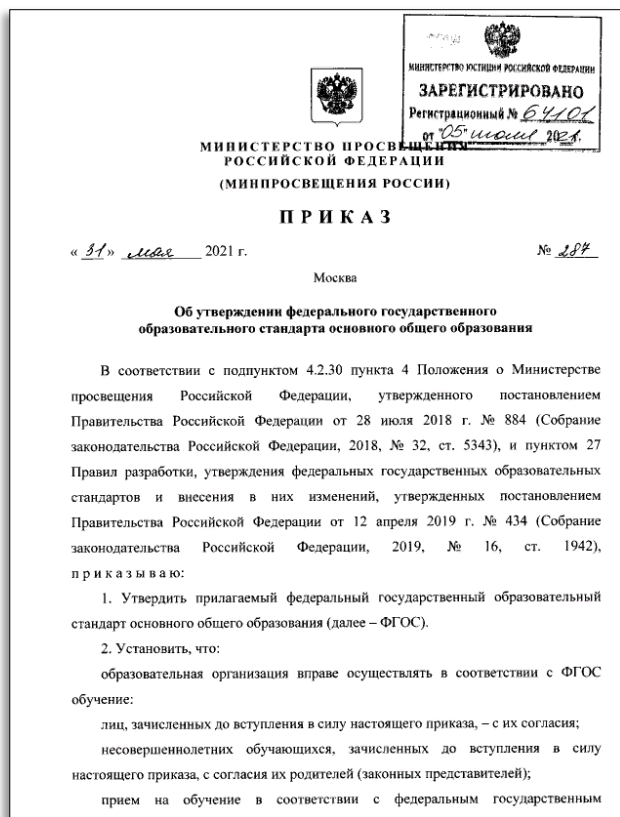 МИНИСТЕРСТВО ЮСТИЦИИ РОССИЙСКОЙ ФЕДЕРАЦИИ
ЗАРЕГИСТРИРОВАНО
Регистрационный № 64101
от "05" июля 2021г.
МИНИСТЕРСТВО ПРОСВЕЩЕНИЯ
РОССИЙСКОЙ ФЕДЕРАЦИИ
(МИНПРОСВЕЩЕНИЯ РОССИИ)
ПРИКАЗ
« 31 » мая 2021 г. № 287
Москва
Об утверждении федерального государственного
образовательного стандарта основного общего образования
В соответствии с подпунктом 4.2.30 пункта 4 Положения о Министерстве
просвещения Российской Федерации, утвержденного постановлением
Правительства Российской Федерации от 28 июля 2018 г. № 884 (Собрание
законодательства Российской Федерации, 2018, № 32, ст. 5343), и пунктом 27
Правил разработки, утверждения федеральных государственных образовательных
стандартов и внесения в них изменений, утвержденных постановлением
Правительства Российской Федерации от 12 апреля 2019 г. № 434 (Собрание
законодательства Российской Федерации, 2019, № 16, ст. 1942),
п р и к а з ы в а ю:
1. Утвердить прилагаемый федеральный государственный образовательный
стандарт основного общего образования (далее – ФГОС).
2. Установить, что:
образовательная организация вправе осуществлять в соответствии с ФГОС
обучение:
лиц, зачисленных до вступления в силу настоящего приказа, – с их согласия;
несовершеннолетних обучающихся, зачисленных до вступления в силу
настоящего приказа, с согласия их родителей (законных представителей);
прием на обучение в соответствии с федеральным государственным